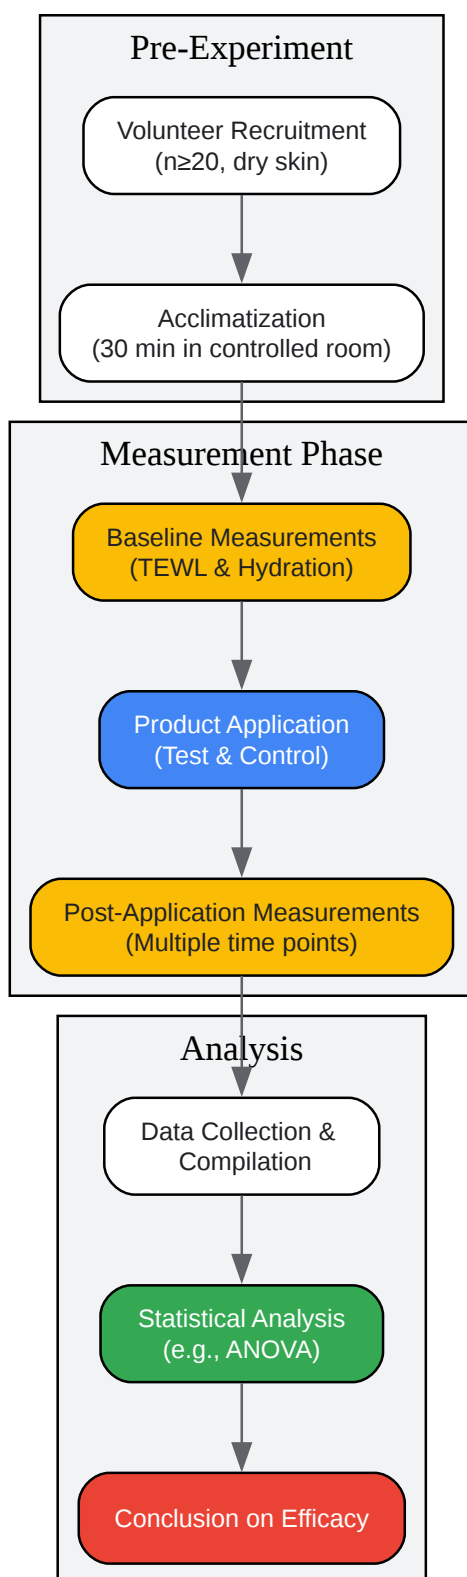 Pre-Experiment
Volunteer Recruitment
(n≥20, dry skin)
Acclimatization
(30 min in controlled room)
Measurement Phase
Baseline Measurements
(TEWL & Hydration)
Product Application
(Test & Control)
Post-Application Measurements
(Multiple time points)
Analysis
Data Collection &
Compilation
Statistical Analysis
(e.g., ANOVA)
Conclusion on Efficacy